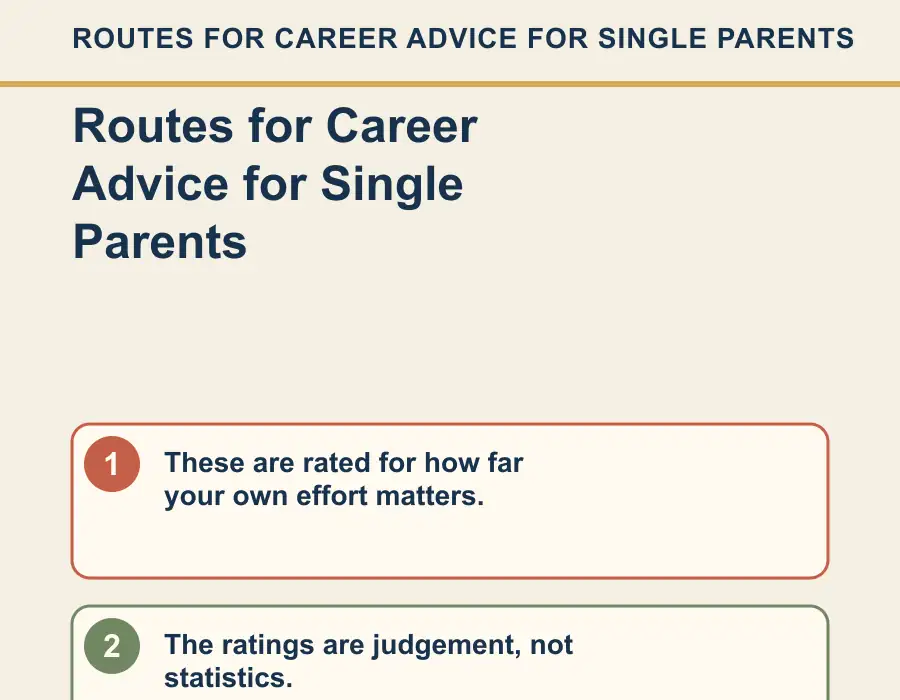 ROUTES FOR CAREER ADVICE FOR SINGLE PARENTS
Routes for Career
Advice for Single
Parents
1
These are rated for how far
your own effort matters.
2
The ratings are judgement, not
statistics.